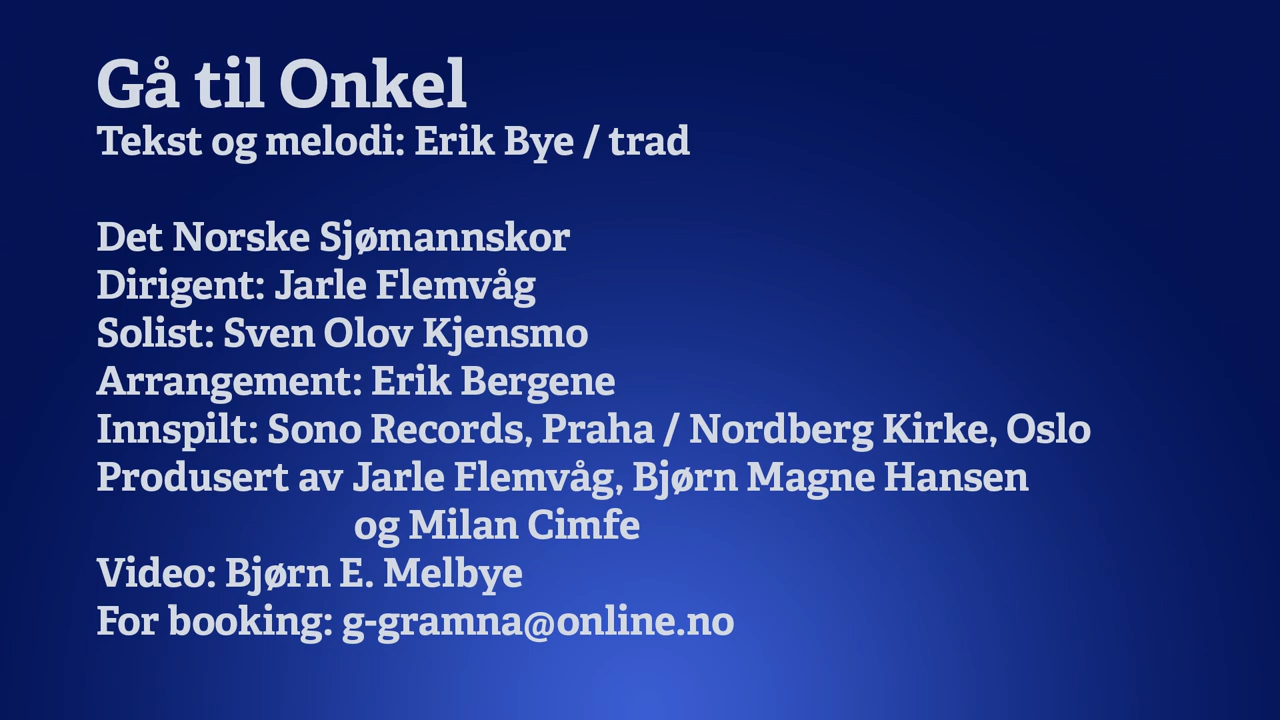 Gå til Onkel
Tekst og melodi: Erik Bye / trad
Det Norske Sjømannskor
Dirigent: Jarle Flemvåg
Solist: Sven Olov Kjensmo
Arrangement: Erik Bergene
Innspilt: Sono Records, Praha / Nordberg Kirke, Oslo
Produsert av Jarle Flemvåg, Bjørn Magne Hansen
og Milan Cimfe
Video: Bjørn E. Melbye
For booking: g-gramna@online.no